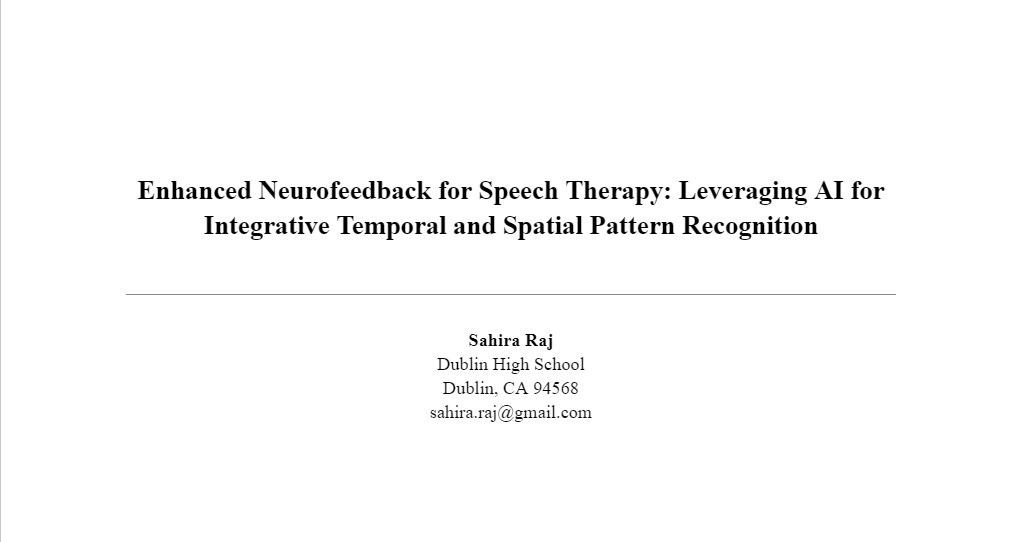 Enhanced Neurofeedback for Speech Therapy: Leveraging AI for
Integrative Temporal and Spatial Pattern Recognition
Sahira Raj
Dublin High School
Dublin, CA 94568
sahira.raj@gmail.com